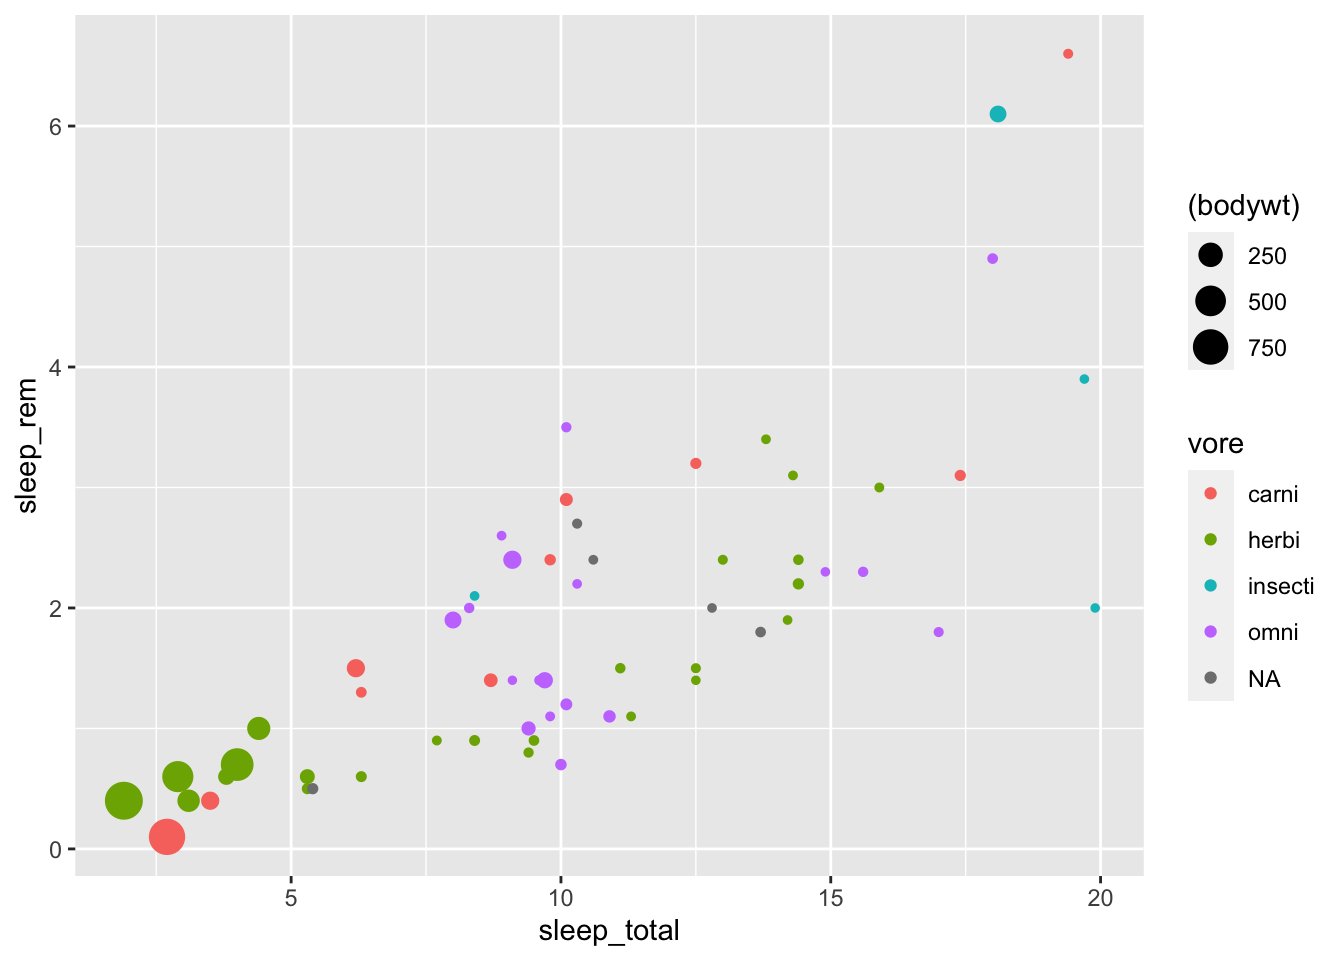 6
4
2
0
sleep_rem
5
10
15
20
sleep_total
(bodywt)
250
500
750
vore
carni
herbi
insecti
omni
NA